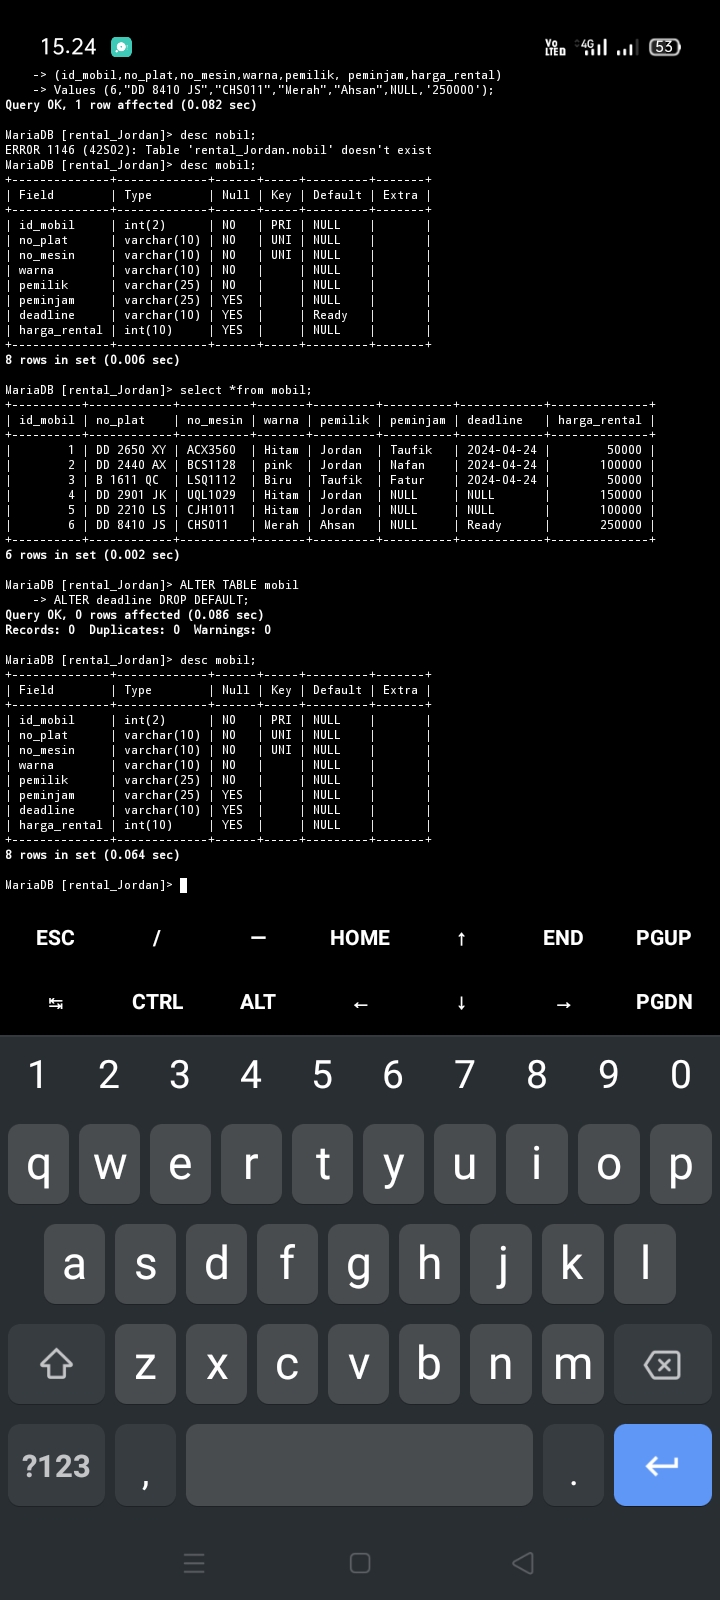 15.24 Vo LTED 4G 53
-> (id_mobil,no_plat,no_mesin,warna,pemilik, peminjam,harga_rental)
-> Values (6,"DD 8410 JS","CHS011","Merah","Ahsan",NULL,'250000');
Query OK, 1 row affected (0.082 sec)
MariaDB [rental_Jordan]> desc nobil;
ERROR 1146 (42S02): Table 'rental_Jordan.nobil' doesn't exist
MariaDB [rental_Jordan]> desc mobil;
+--------------+-------------+------+-----+---------+-------+
| Field        | Type        | Null | Key | Default | Extra |
+--------------+-------------+------+-----+---------+-------+
| id_mobil     | int(2)      | NO   | PRI | NULL    |       |
| no_plat      | varchar(10) | NO   | UNI | NULL    |       |
| no_mesin     | varchar(10) | NO   | UNI | NULL    |       |
| warna        | varchar(10) | NO   |     | NULL    |       |
| pemilik      | varchar(25) | NO   |     | NULL    |       |
| peminjam     | varchar(25) | YES  |     | NULL    |       |
| deadline     | varchar(10) | YES  |     | Ready   |       |
| harga_rental | int(10)     | YES  |     | NULL    |       |
+--------------+-------------+------+-----+---------+-------+
8 rows in set (0.006 sec)
MariaDB [rental_Jordan]> select *from mobil;
+----------+------------+----------+-------+---------+----------+------------+--------------+
| id_mobil | no_plat    | no_mesin | warna | pemilik | peminjam | deadline   | harga_rental |
+----------+------------+----------+-------+---------+----------+------------+--------------+
|        1 | DD 2650 XY | ACX3560  | Hitam | Jordan  | Taufik   | 2024-04-24 |        50000 |
|        2 | DD 2440 AX | BCS1128  | pink  | Jordan  | Nafan    | 2024-04-24 |       100000 |
|        3 | B 1611 QC  | LSQ1112  | Biru  | Taufik  | Fatur    | 2024-04-24 |        50000 |
|        4 | DD 2901 JK | UQL1029  | Hitam | Jordan  | NULL     | NULL       |       150000 |
|        5 | DD 2210 LS | CJH1011  | Hitam | Jordan  | NULL     | NULL       |       100000 |
|        6 | DD 8410 JS | CHS011   | Merah | Ahsan   | NULL     | Ready      |       250000 |
+----------+------------+----------+-------+---------+----------+------------+--------------+
6 rows in set (0.002 sec)
MariaDB [rental_Jordan]> ALTER TABLE mobil
-> ALTER deadline DROP DEFAULT;
Query OK, 0 rows affected (0.086 sec)
Records: 0  Duplicates: 0  Warnings: 0
MariaDB [rental_Jordan]> desc mobil;
+--------------+-------------+------+-----+---------+-------+
| Field        | Type        | Null | Key | Default | Extra |
+--------------+-------------+------+-----+---------+-------+
| id_mobil     | int(2)      | NO   | PRI | NULL    |       |
| no_plat      | varchar(10) | NO   | UNI | NULL    |       |
| no_mesin     | varchar(10) | NO   | UNI | NULL    |       |
| warna        | varchar(10) | NO   |     | NULL    |       |
| pemilik      | varchar(25) | NO   |     | NULL    |       |
| peminjam     | varchar(25) | YES  |     | NULL    |       |
| deadline     | varchar(10) | YES  |     | NULL    |       |
| harga_rental | int(10)     | YES  |     | NULL    |       |
+--------------+-------------+------+-----+---------+-------+
8 rows in set (0.064 sec)
MariaDB [rental_Jordan]>
ESC / — HOME ↑ END PGUP
↹ CTRL ALT ← ↓ → PGDN
1 2 3 4 5 6 7 8 9 0
q w e r t y u i o p
a s d f g h j k l
z x c v b n m
?123 , .